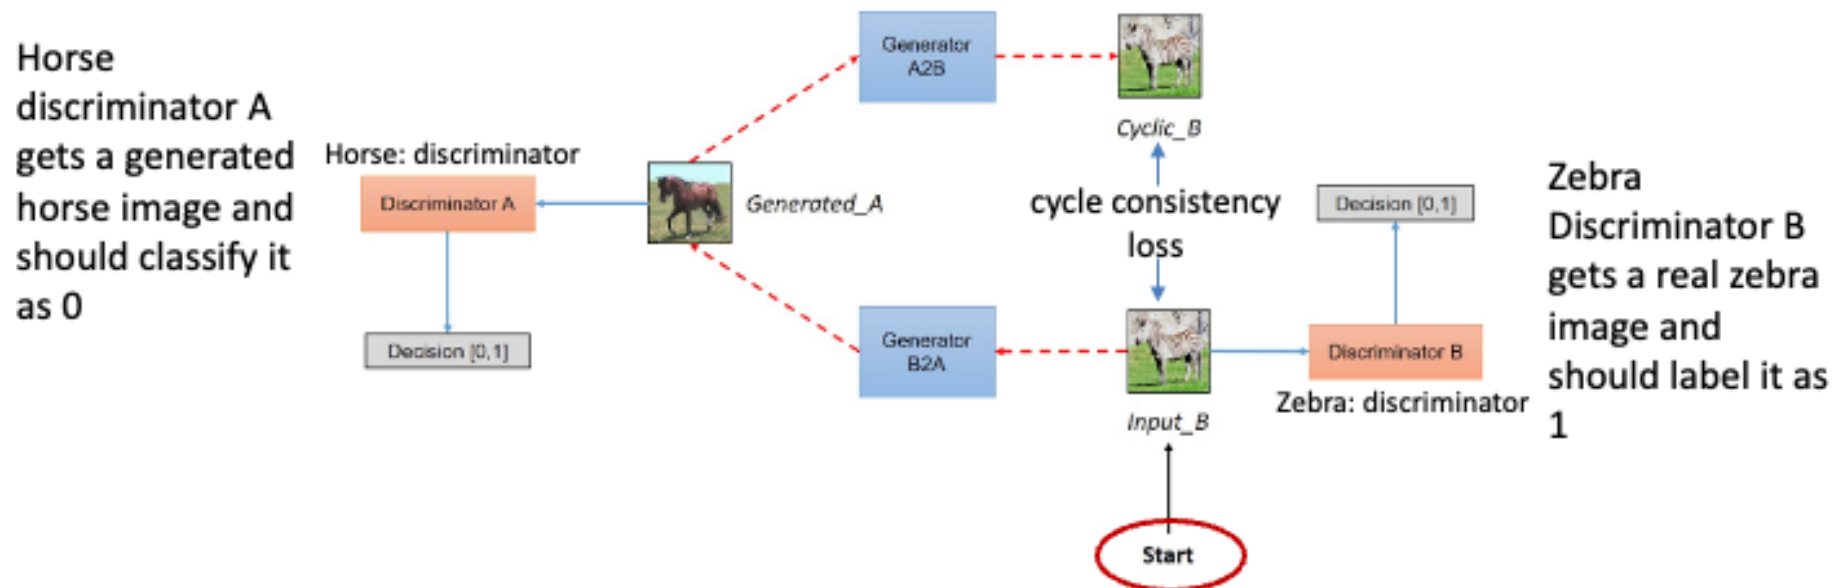 Horse
discriminator A
gets a generated
horse image and
should classify it
as 0
Horse: discriminator
Discriminator A
Decision [0,1]
Generated_A
Generator
A2B
Generator
B2A
Cyclic_B
cycle consistency
loss
Input_B
Start
Decision [0,1]
Discriminator B
Zebra: discriminator
Zebra
Discriminator B
gets a real zebra
image and
should label it as
1